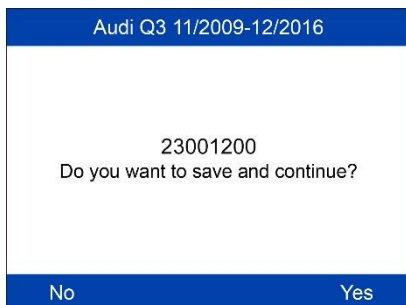 Audi Q3 11/2009-12/2016
23001200
Do you want to save and continue?
No
Yes